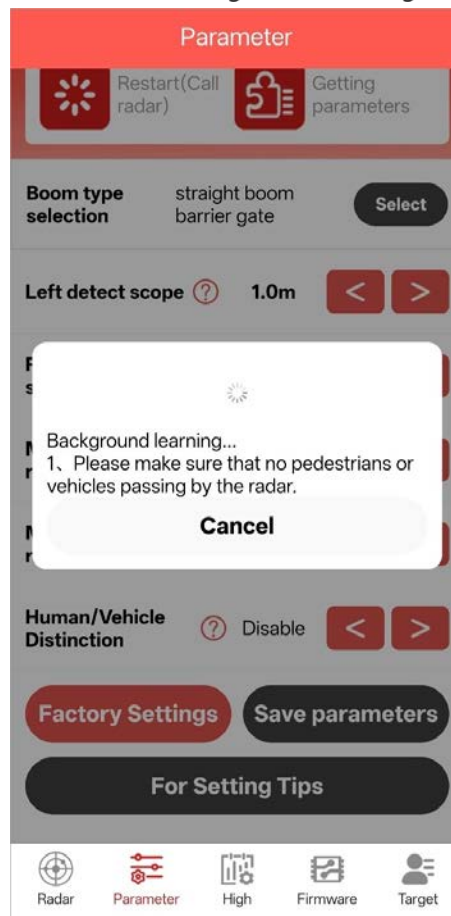 Parameter
Restart(Call
radar)
Getting
parameters
Boom type
selection
straight boom
barrier gate
Select
Left detect scope ? 1.0m < >
Background learning...
1、Please make sure that no pedestrians or
vehicles passing by the radar.
Cancel
Human/Vehicle
Distinction
? Disable < >
Factory Settings
Save parameters
For Setting Tips
Radar
Parameter
High
Firmware
Target